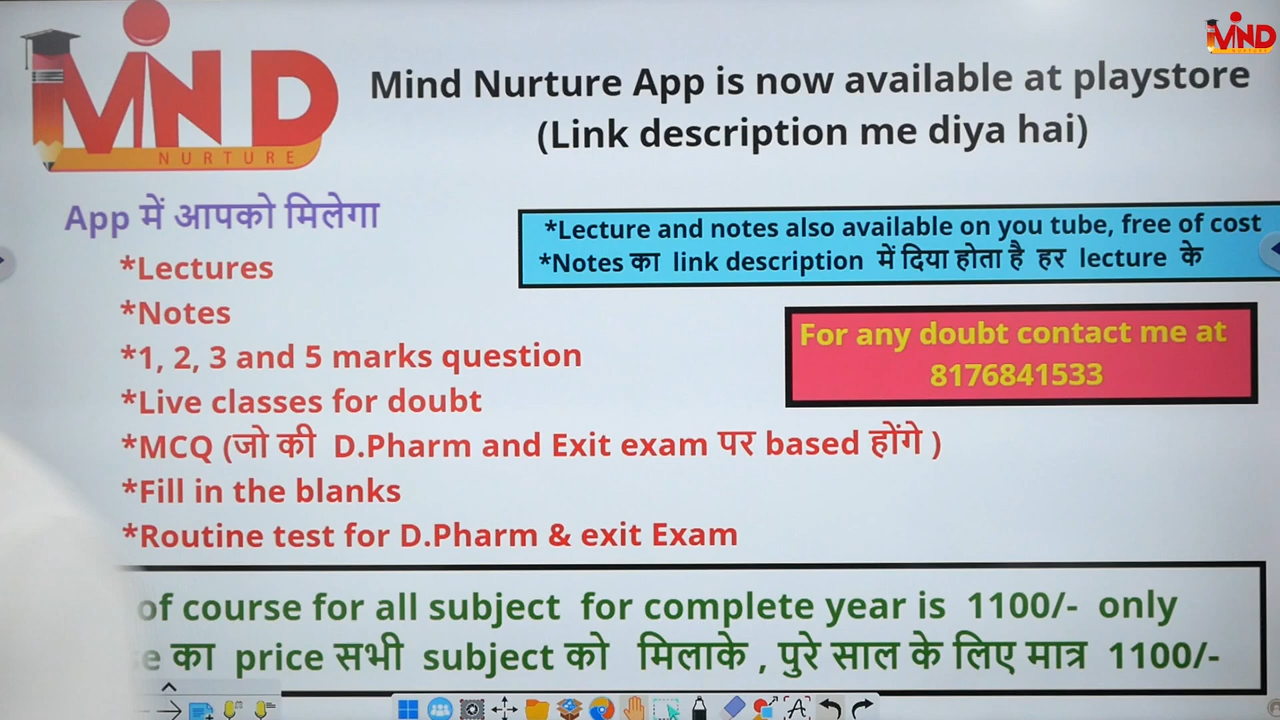 MIND
NURTURE
MIND
NURTURE
Mind Nurture App is now available at playstore
(Link description me diya hai)
App में आपको मिलेगा
*Lectures
*Notes
*1, 2, 3 and 5 marks question
*Live classes for doubt
*MCQ (जो की D.Pharm and Exit exam पर based होंगे )
*Fill in the blanks
*Routine test for D.Pharm & exit Exam
*Lecture and notes also available on you tube, free of cost
*Notes का link description में दिया होता है हर lecture के
For any doubt contact me at
8176841533
of course for all subject for complete year is 1100/- only
का price सभी subject को मिलाके , पुरे साल के लिए मात्र 1100/-